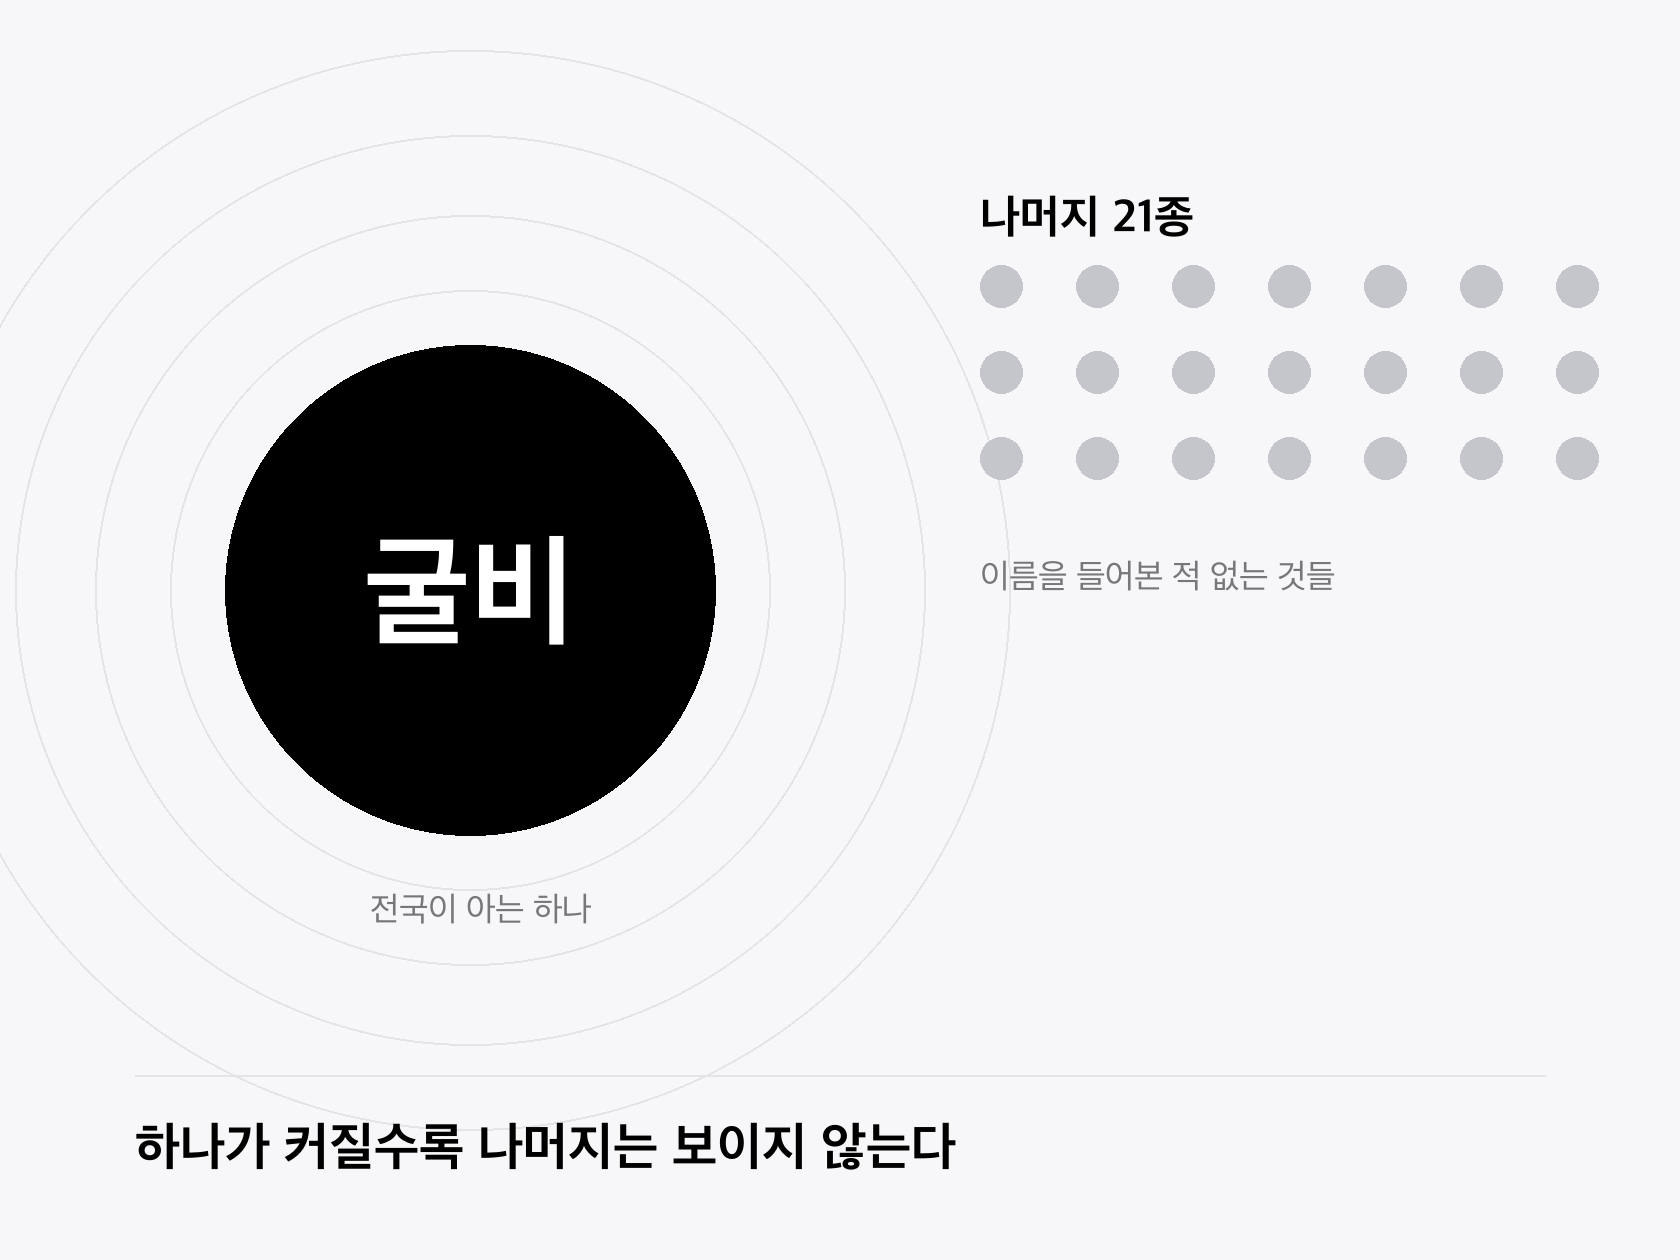 나머지 21종
굴비
이름을 들어본 적 없는 것들
전국이 아는 하나
하나가 커질수록 나머지는 보이지 않는다